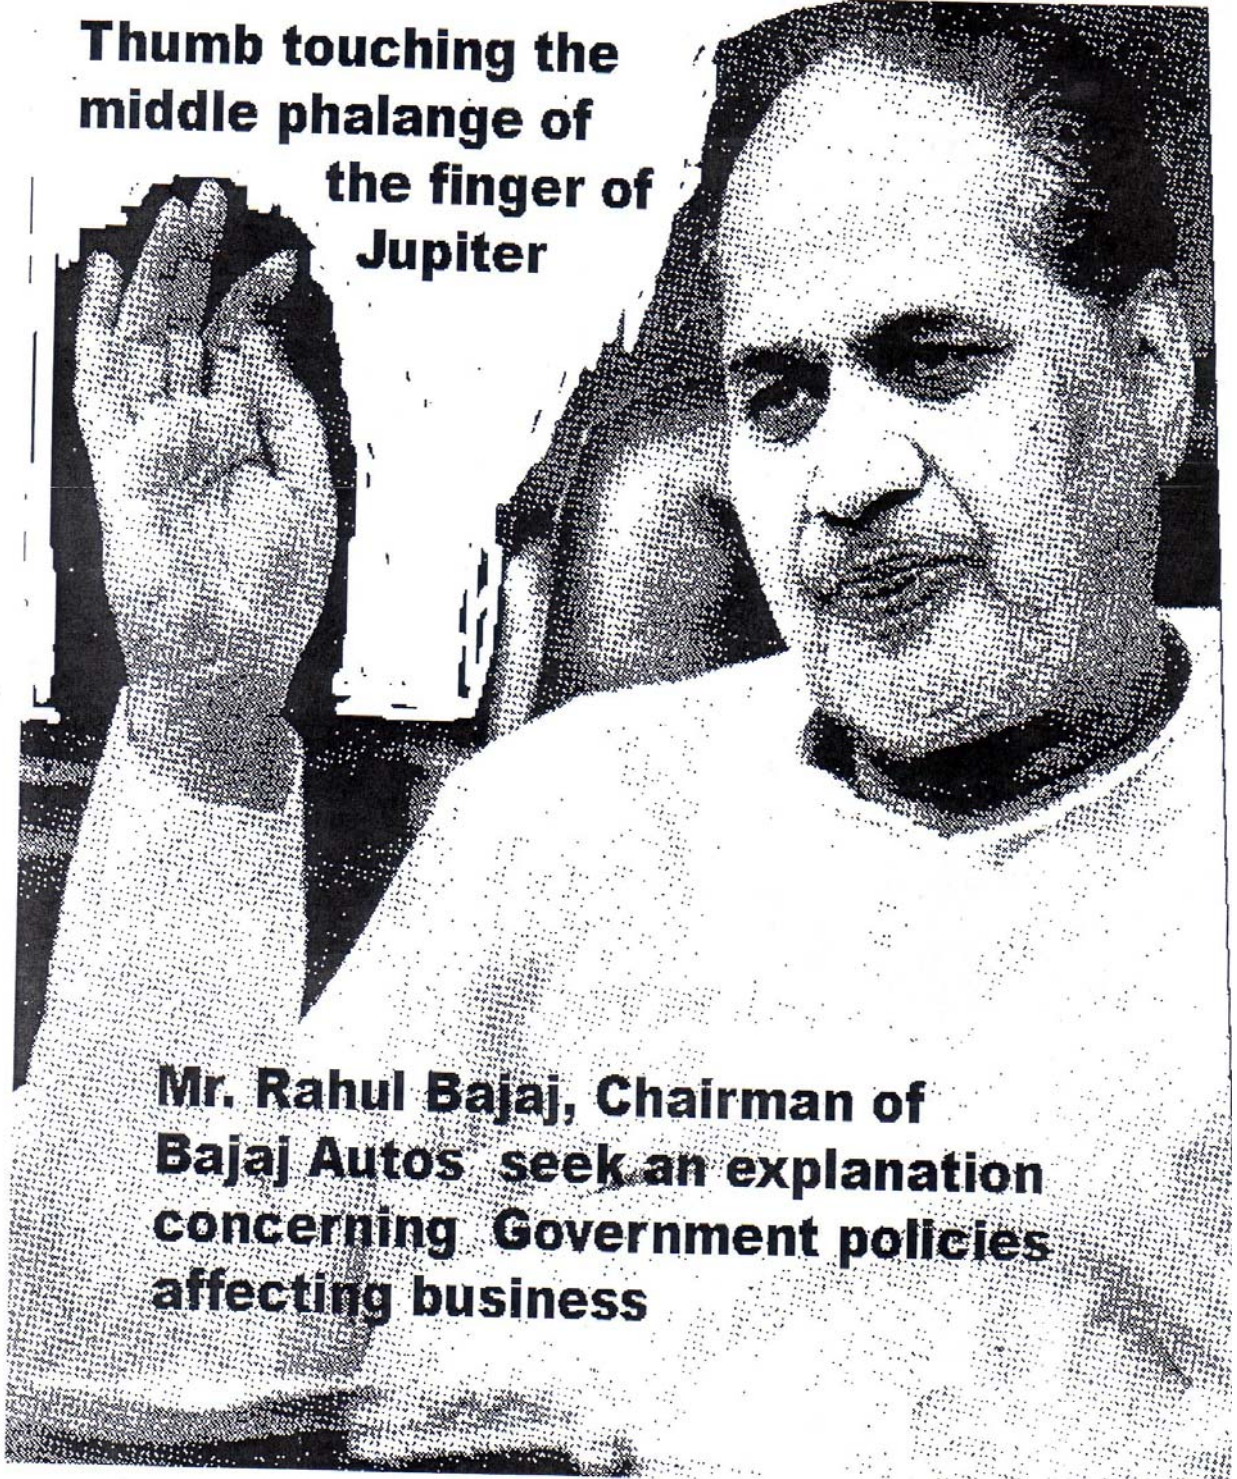 Thumb touching the
middle phalange of
the finger of
Jupiter
Mr. Rahul Bajaj, Chairman of
Bajaj Autos seek an explanation
concerning Government policies
affecting business